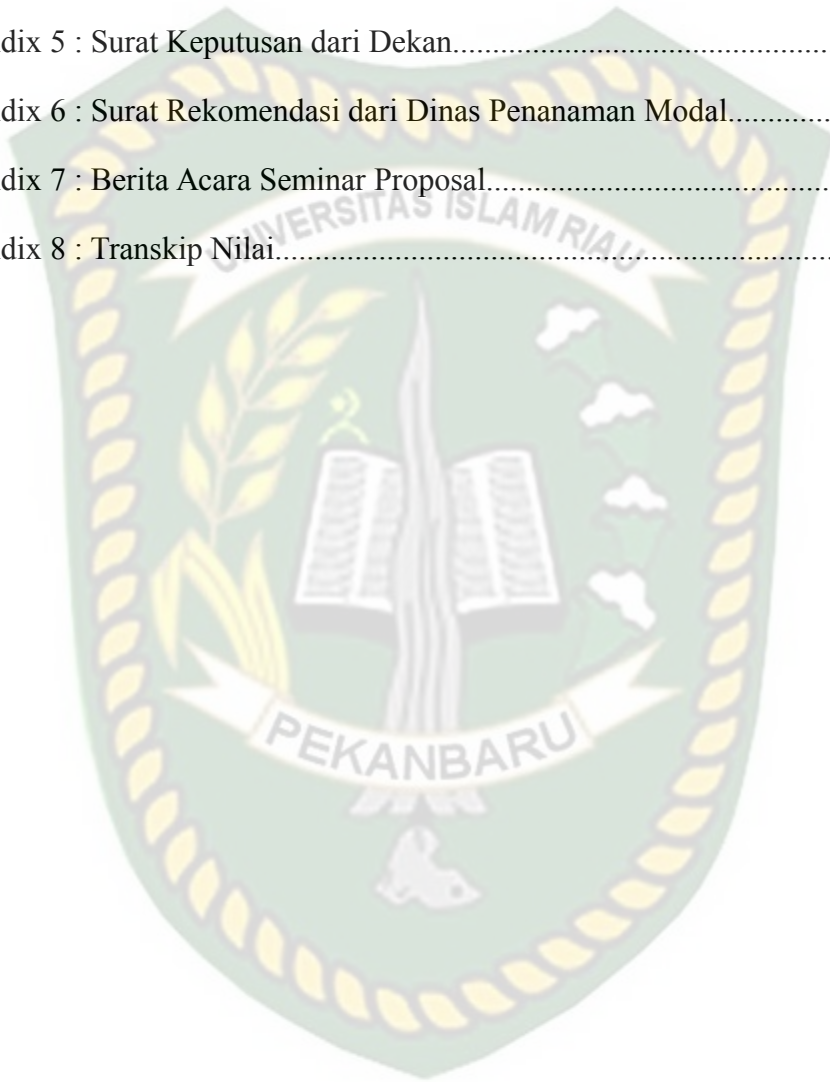 dix 5 : Surat Keputusan dari Dekan................................................
dix 6 : Surat Rekomendasi dari Dinas Penanaman Modal.............
dix 7 : Berita Acara Seminar Proposal...........................................
dix 8 : Transkip Nilai......................................................................
UNIVERSITAS ISLAM RIAU
PEKANBARU